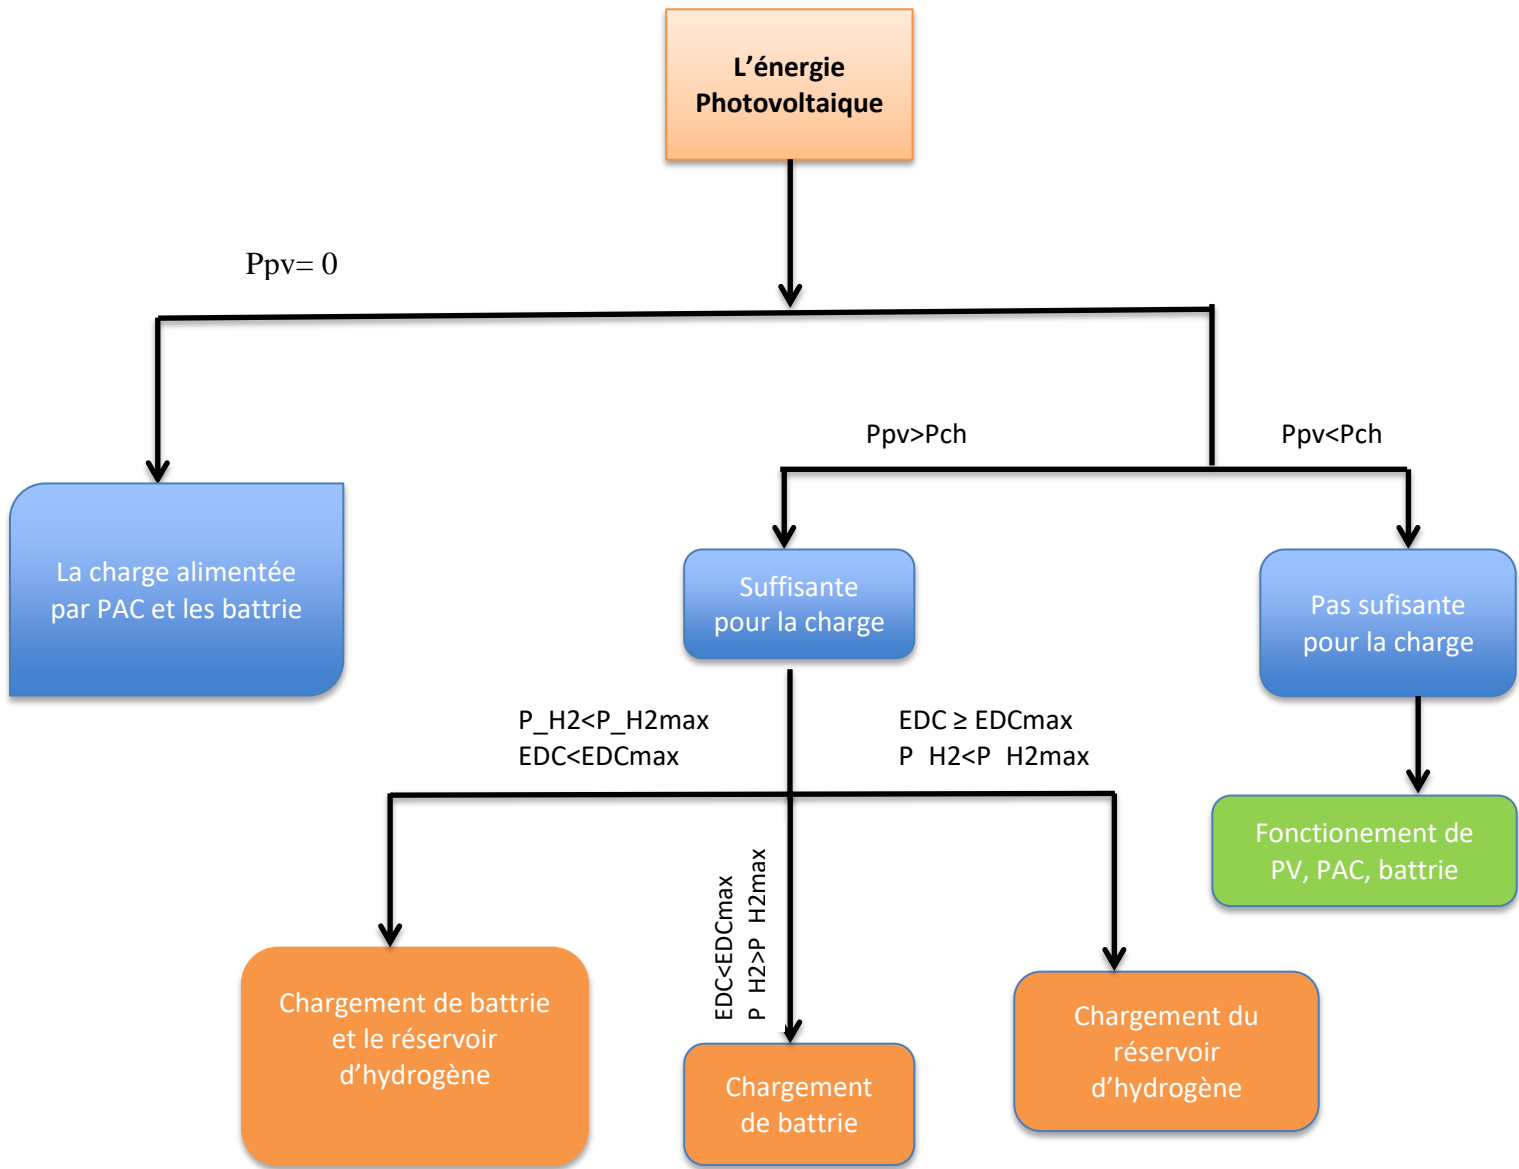 L’énergie
Photovoltaique
Ppv= 0
Ppv>Pch
Ppv<Pch
La charge alimentée
par PAC et les battrie
Suffisante
pour la charge
Pas sufisante
pour la charge
P_H2<P_H2max
EDC<EDCmax
EDC ≥ EDCmax
P H2<P H2max
EDC<EDCmax
P H2>P H2max
Fonctionement de
PV, PAC, battrie
Chargement de battrie
et le réservoir
d’hydrogène
Chargement
de battrie
Chargement du
réservoir
d’hydrogène